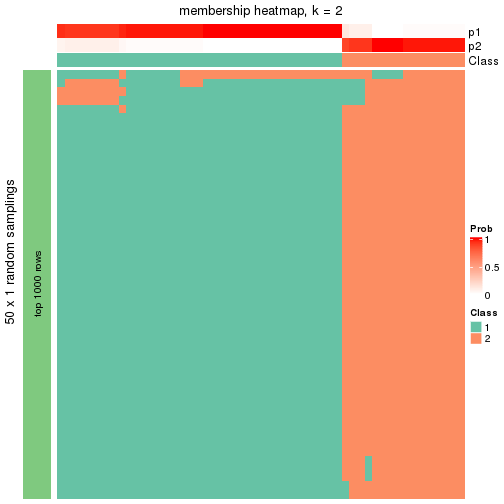 membership heatmap, k = 2
p1
p2
Class
50 x 1 random samplings
top 1000 rows
Prob
1
0.5
0
Class
1
2